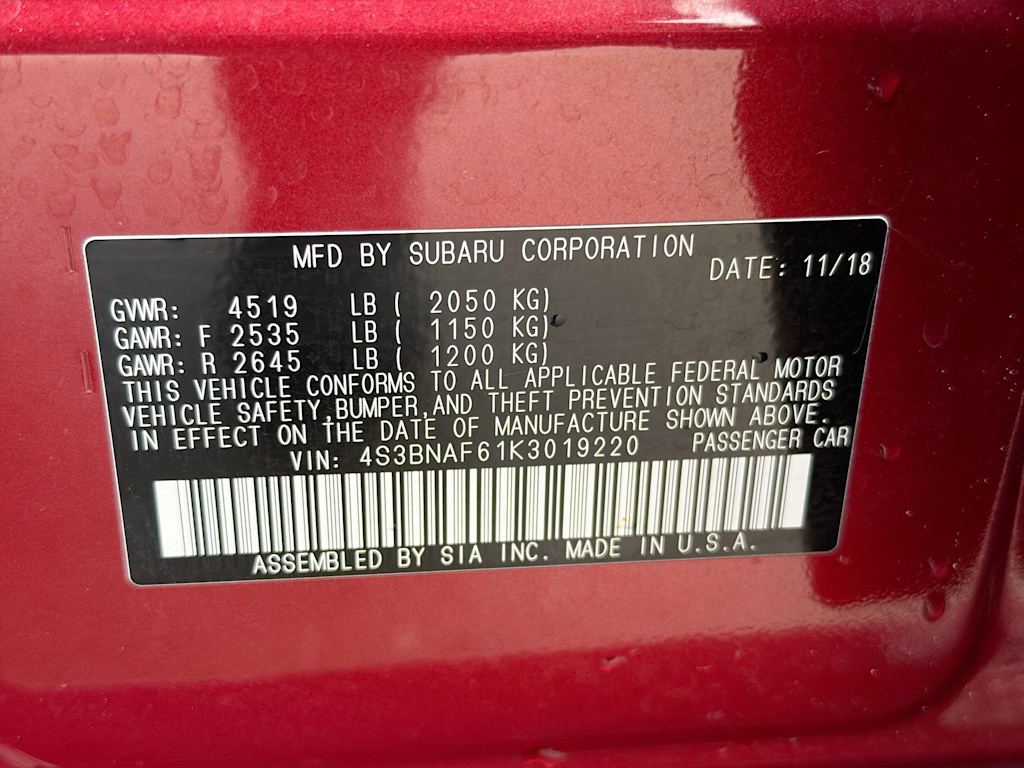 MFD BY SUBARU CORPORATION
DATE: 11/18
GVWR: 4519 LB ( 2050 KG)
GAWR: F 2535 LB ( 1150 KG)
GAWR: R 2645 LB ( 1200 KG)
THIS VEHICLE CONFORMS TO ALL APPLICABLE FEDERAL MOTOR
VEHICLE SAFETY,BUMPER,AND THEFT PREVENTION STANDARDS
IN EFFECT ON THE DATE OF MANUFACTURE SHOWN ABOVE.
VIN: 4S3BNAF61K3019220 PASSENGER CAR
ASSEMBLED BY SIA INC. MADE IN U.S.A.